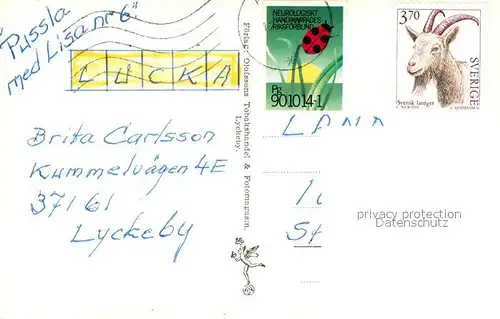 "Pussla
med Lisa nr 6"
LUCKA
Brita Carlsson
Kummelvägen 4E
371 61
Lyckeby
Förlag: Olofssons Tobakshandel & Fotomagasin.
Lyckeby.
NEUROLOGISKT
HANDIKAPPADES
RIKSFÖRBUND
Pg
901014-1
3.70
SVERIGE
Svensk lantget
privacy protection
Datenschutz